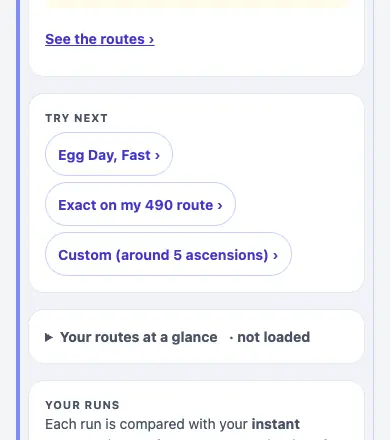 See the routes ›
TRY NEXT
Egg Day, Fast ›
Exact on my 490 route ›
Custom (around 5 ascensions) ›
▶ Your routes at a glance · not loaded
YOUR RUNS
Each run is compared with your instant